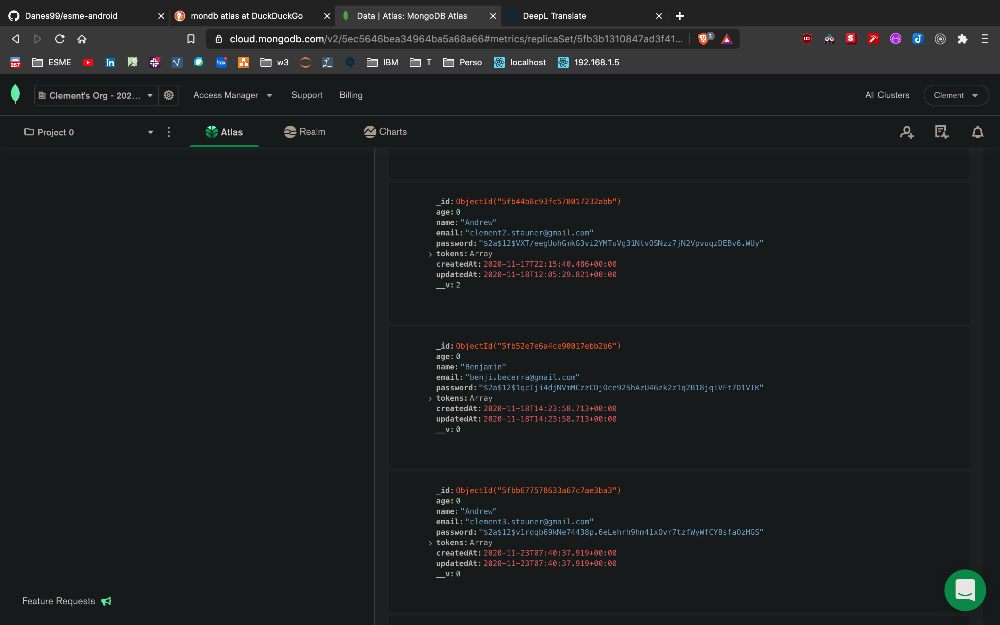 Danes99/esme-android
mondb atlas at DuckDuckGo
Data | Atlas: MongoDB Atlas
DeepL Translate
cloud.mongodb.com/v2/5ec5646bea34964ba5a68a66#metrics/replicaSet/5fb3b1310847ad3f41...
3
267
ESME
in
box
w3
IBM
T
Perso
localhost
192.168.1.5
Clement's Org - 202...
Access Manager
Support
Billing
All Clusters
Clement
Project 0
Atlas
Realm
Charts
_id: ObjectId("5fb44b8c93fc570017232abb")
age: 0
name: "Andrew"
email: "clement2.stauner@gmail.com"
password: "$2a$12$VXT/eegUohGmkG3vi2YMTuVg31NtvOSNzz7jN2VpvuqzDEBv6.WUy"
> tokens: Array
createdAt: 2020-11-17T22:15:40.486+00:00
updatedAt: 2020-11-18T12:05:29.821+00:00
__v: 2
_id: ObjectId("5fb52e7e6a4ce90017ebb2b6")
age: 0
name: "Benjamin"
email: "benji.becerra@gmail.com"
password: "$2a$12$1qcIji4djNVmMCzzCDjOce92ShAzU46zk2z1q2B18jqiVFt7D1VIK"
> tokens: Array
createdAt: 2020-11-18T14:23:58.713+00:00
updatedAt: 2020-11-18T14:23:58.713+00:00
__v: 0
_id: ObjectId("5fbb677578633a67c7ae3ba3")
age: 0
name: "Andrew"
email: "clement3.stauner@gmail.com"
password: "$2a$12$v1rdqb69kNe74438p.6eLehrh9hm41xOvr7tzfWyWfCY8sfaOzHGS"
> tokens: Array
createdAt: 2020-11-23T07:40:37.919+00:00
updatedAt: 2020-11-23T07:40:37.919+00:00
__v: 0
Feature Requests